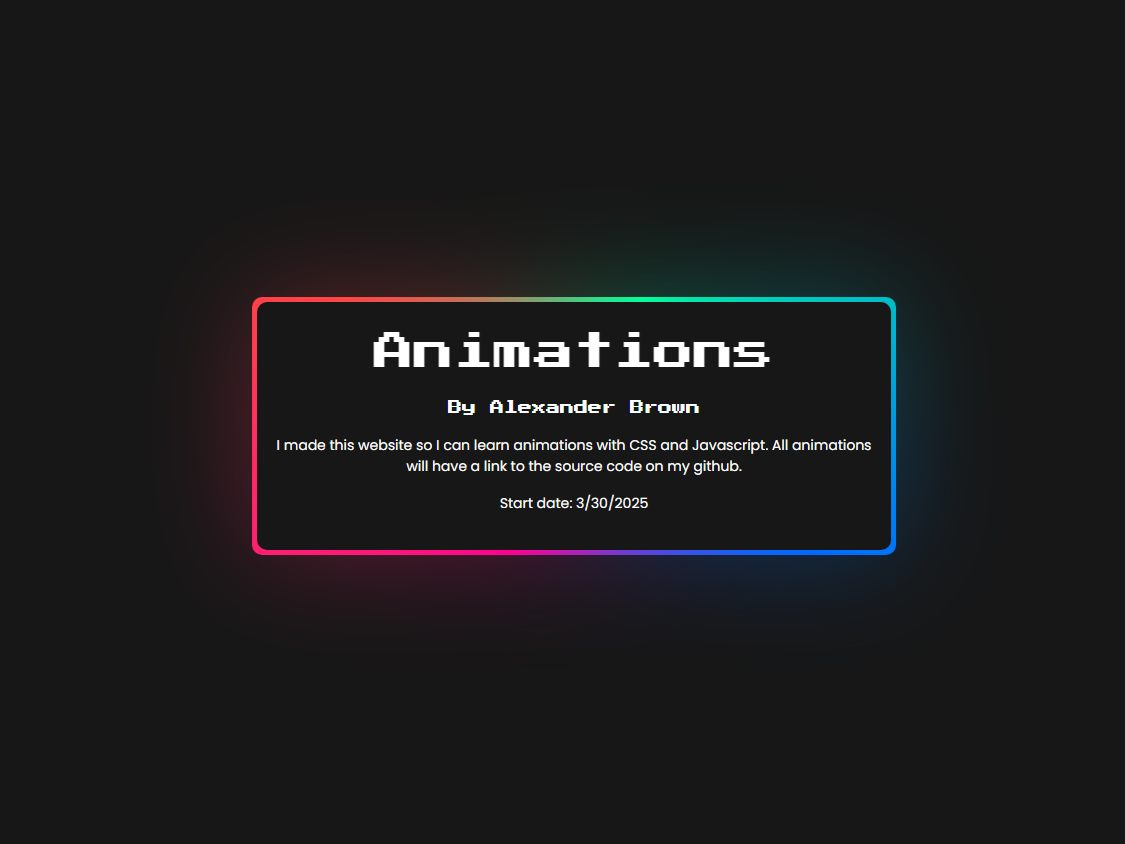 Animations
By Alexander Brown
I made this website so I can learn animations with CSS and Javascript. All animations
will have a link to the source code on my github.
Start date: 3/30/2025